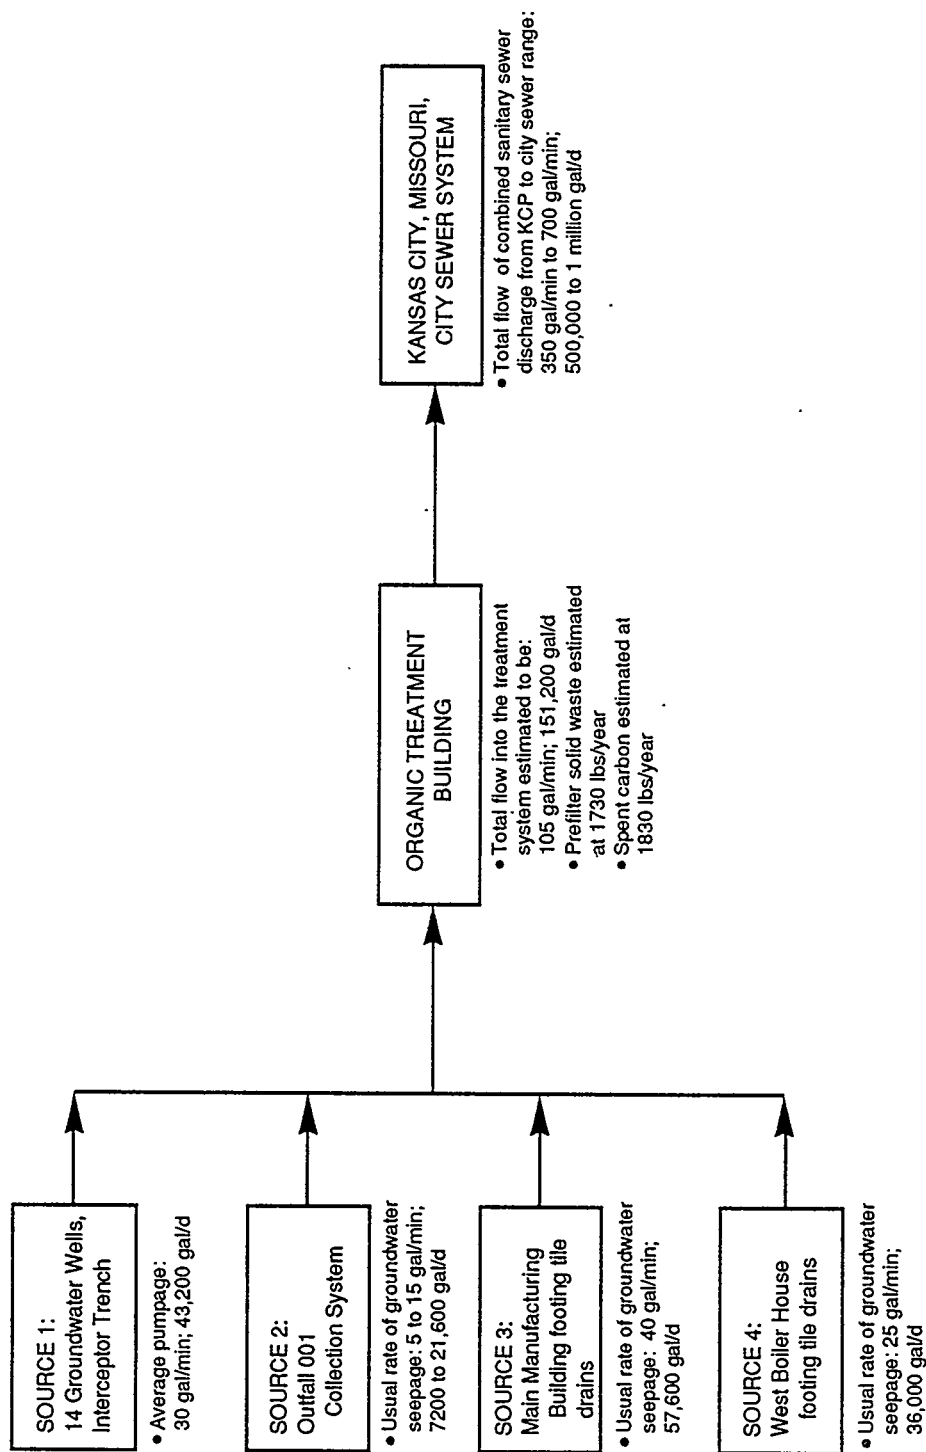 SOURCE 1:
14 Groundwater Wells,
Interceptor Trench
• Average pumpage:
30 gal/min; 43,200 gal/d
SOURCE 2:
Outfall 001
Collection System
• Usual rate of groundwater
seepage: 5 to 15 gal/min;
7200 to 21,600 gal/d
SOURCE 3:
Main Manufacturing
Building footing tile
drains
• Usual rate of groundwater
seepage: 40 gal/min;
57,600 gal/d
SOURCE 4:
West Boiler House
footing tile drains
• Usual rate of groundwater
seepage: 25 gal/min;
36,000 gal/d
ORGANIC TREATMENT
BUILDING
• Total flow into the treatment
system estimated to be:
105 gal/min; 151,200 gal/d
• Prefilter solid waste estimated
at 1730 lbs/year
• Spent carbon estimated at
1830 lbs/year
KANSAS CITY, MISSOURI,
CITY SEWER SYSTEM
• Total flow of combined sanitary sewer
discharge from KCP to city sewer range:
350 gal/min to 700 gal/min;
500,000 to 1 million gal/d